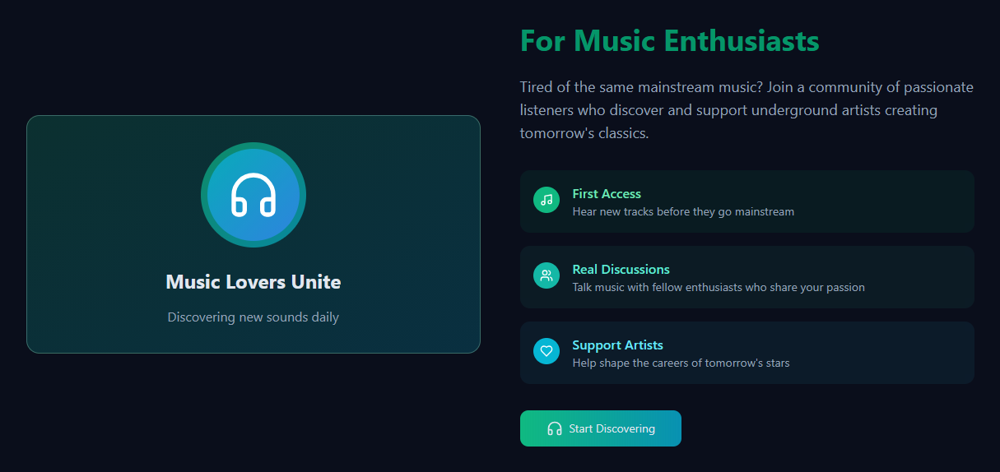 Music Lovers Unite
Discovering new sounds daily
For Music Enthusiasts
Tired of the same mainstream music? Join a community of passionate
listeners who discover and support underground artists creating
tomorrow's classics.
First Access
Hear new tracks before they go mainstream
Real Discussions
Talk music with fellow enthusiasts who share your passion
Support Artists
Help shape the careers of tomorrow's stars
Start Discovering